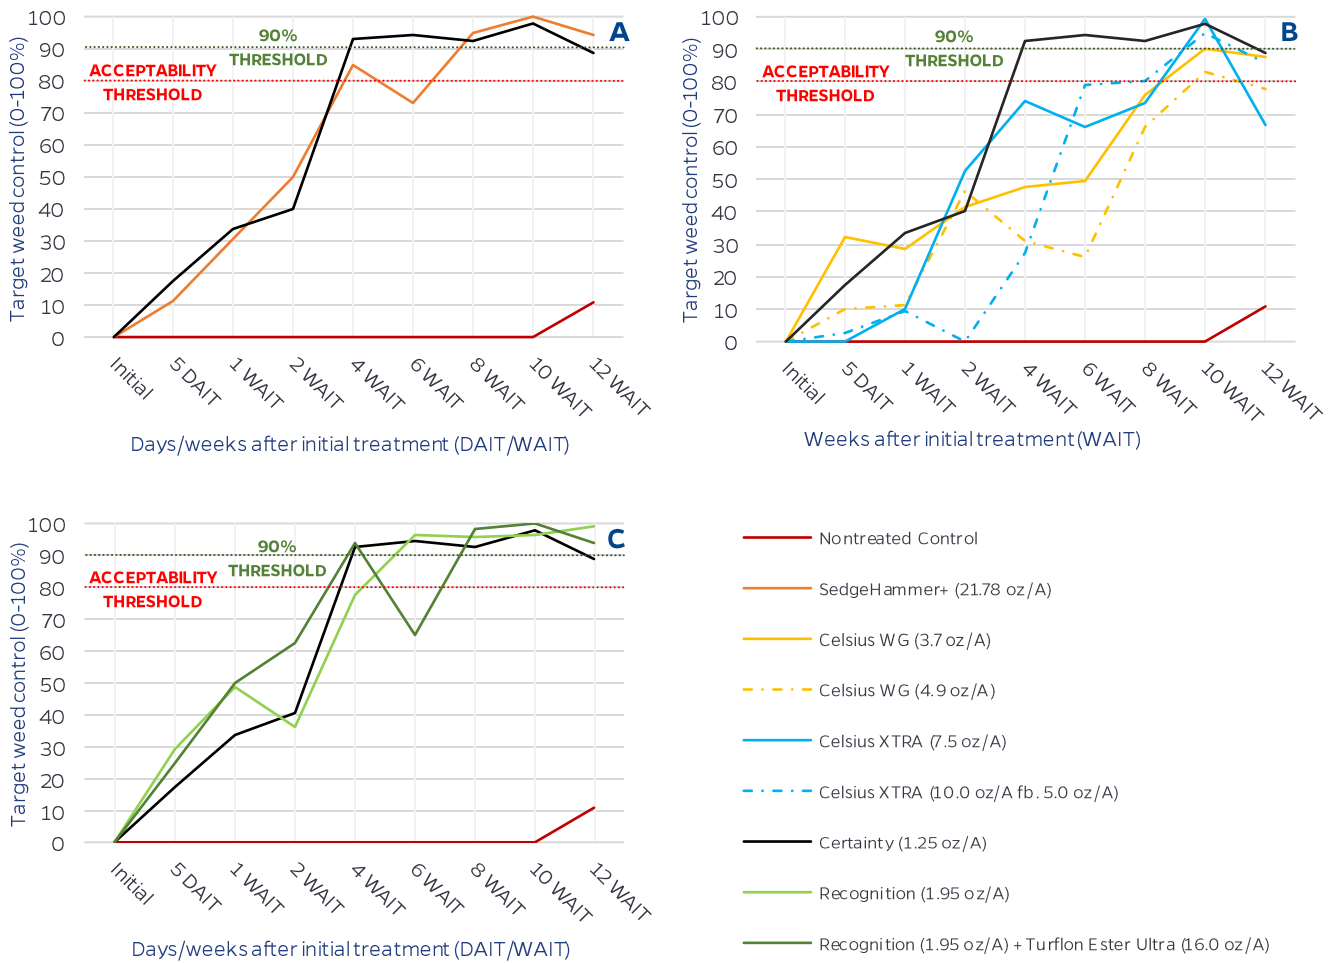 A
Target weed control (0-100%)
100
90
80
70
60
50
40
30
20
10
0
90%
THRESHOLD
ACCEPTABILITY
THRESHOLD
Initial
5 DAIT
1 WAIT
2 WAIT
4 WAIT
6 WAIT
8 WAIT
10 WAIT
12 WAIT
Days/weeks after initial treatment (DAIT/WAIT)
B
Target weed control (0-100%)
100
90
80
70
60
50
40
30
20
10
0
90%
THRESHOLD
ACCEPTABILITY
THRESHOLD
Initial
5 DAIT
1 WAIT
2 WAIT
4 WAIT
6 WAIT
8 WAIT
10 WAIT
12 WAIT
Weeks after initial treatment (WAIT)
C
Target weed control (0-100%)
100
90
80
70
60
50
40
30
20
10
0
90%
THRESHOLD
ACCEPTABILITY
THRESHOLD
Initial
5 DAIT
1 WAIT
2 WAIT
4 WAIT
6 WAIT
8 WAIT
10 WAIT
12 WAIT
Days/weeks after initial treatment (DAIT/WAIT)
Nontreated Control
SedgeHammer+ (21.78 oz/A)
Celsius WG (3.7 oz/A)
Celsius WG (4.9 oz/A)
Celsius XTRA (7.5 oz/A)
Celsius XTRA (10.0 oz/A fb. 5.0 oz/A)
Certainty (1.25 oz/A)
Recognition (1.95 oz/A)
Recognition (1.95 oz/A) + Turflon Ester Ultra (16.0 oz/A)